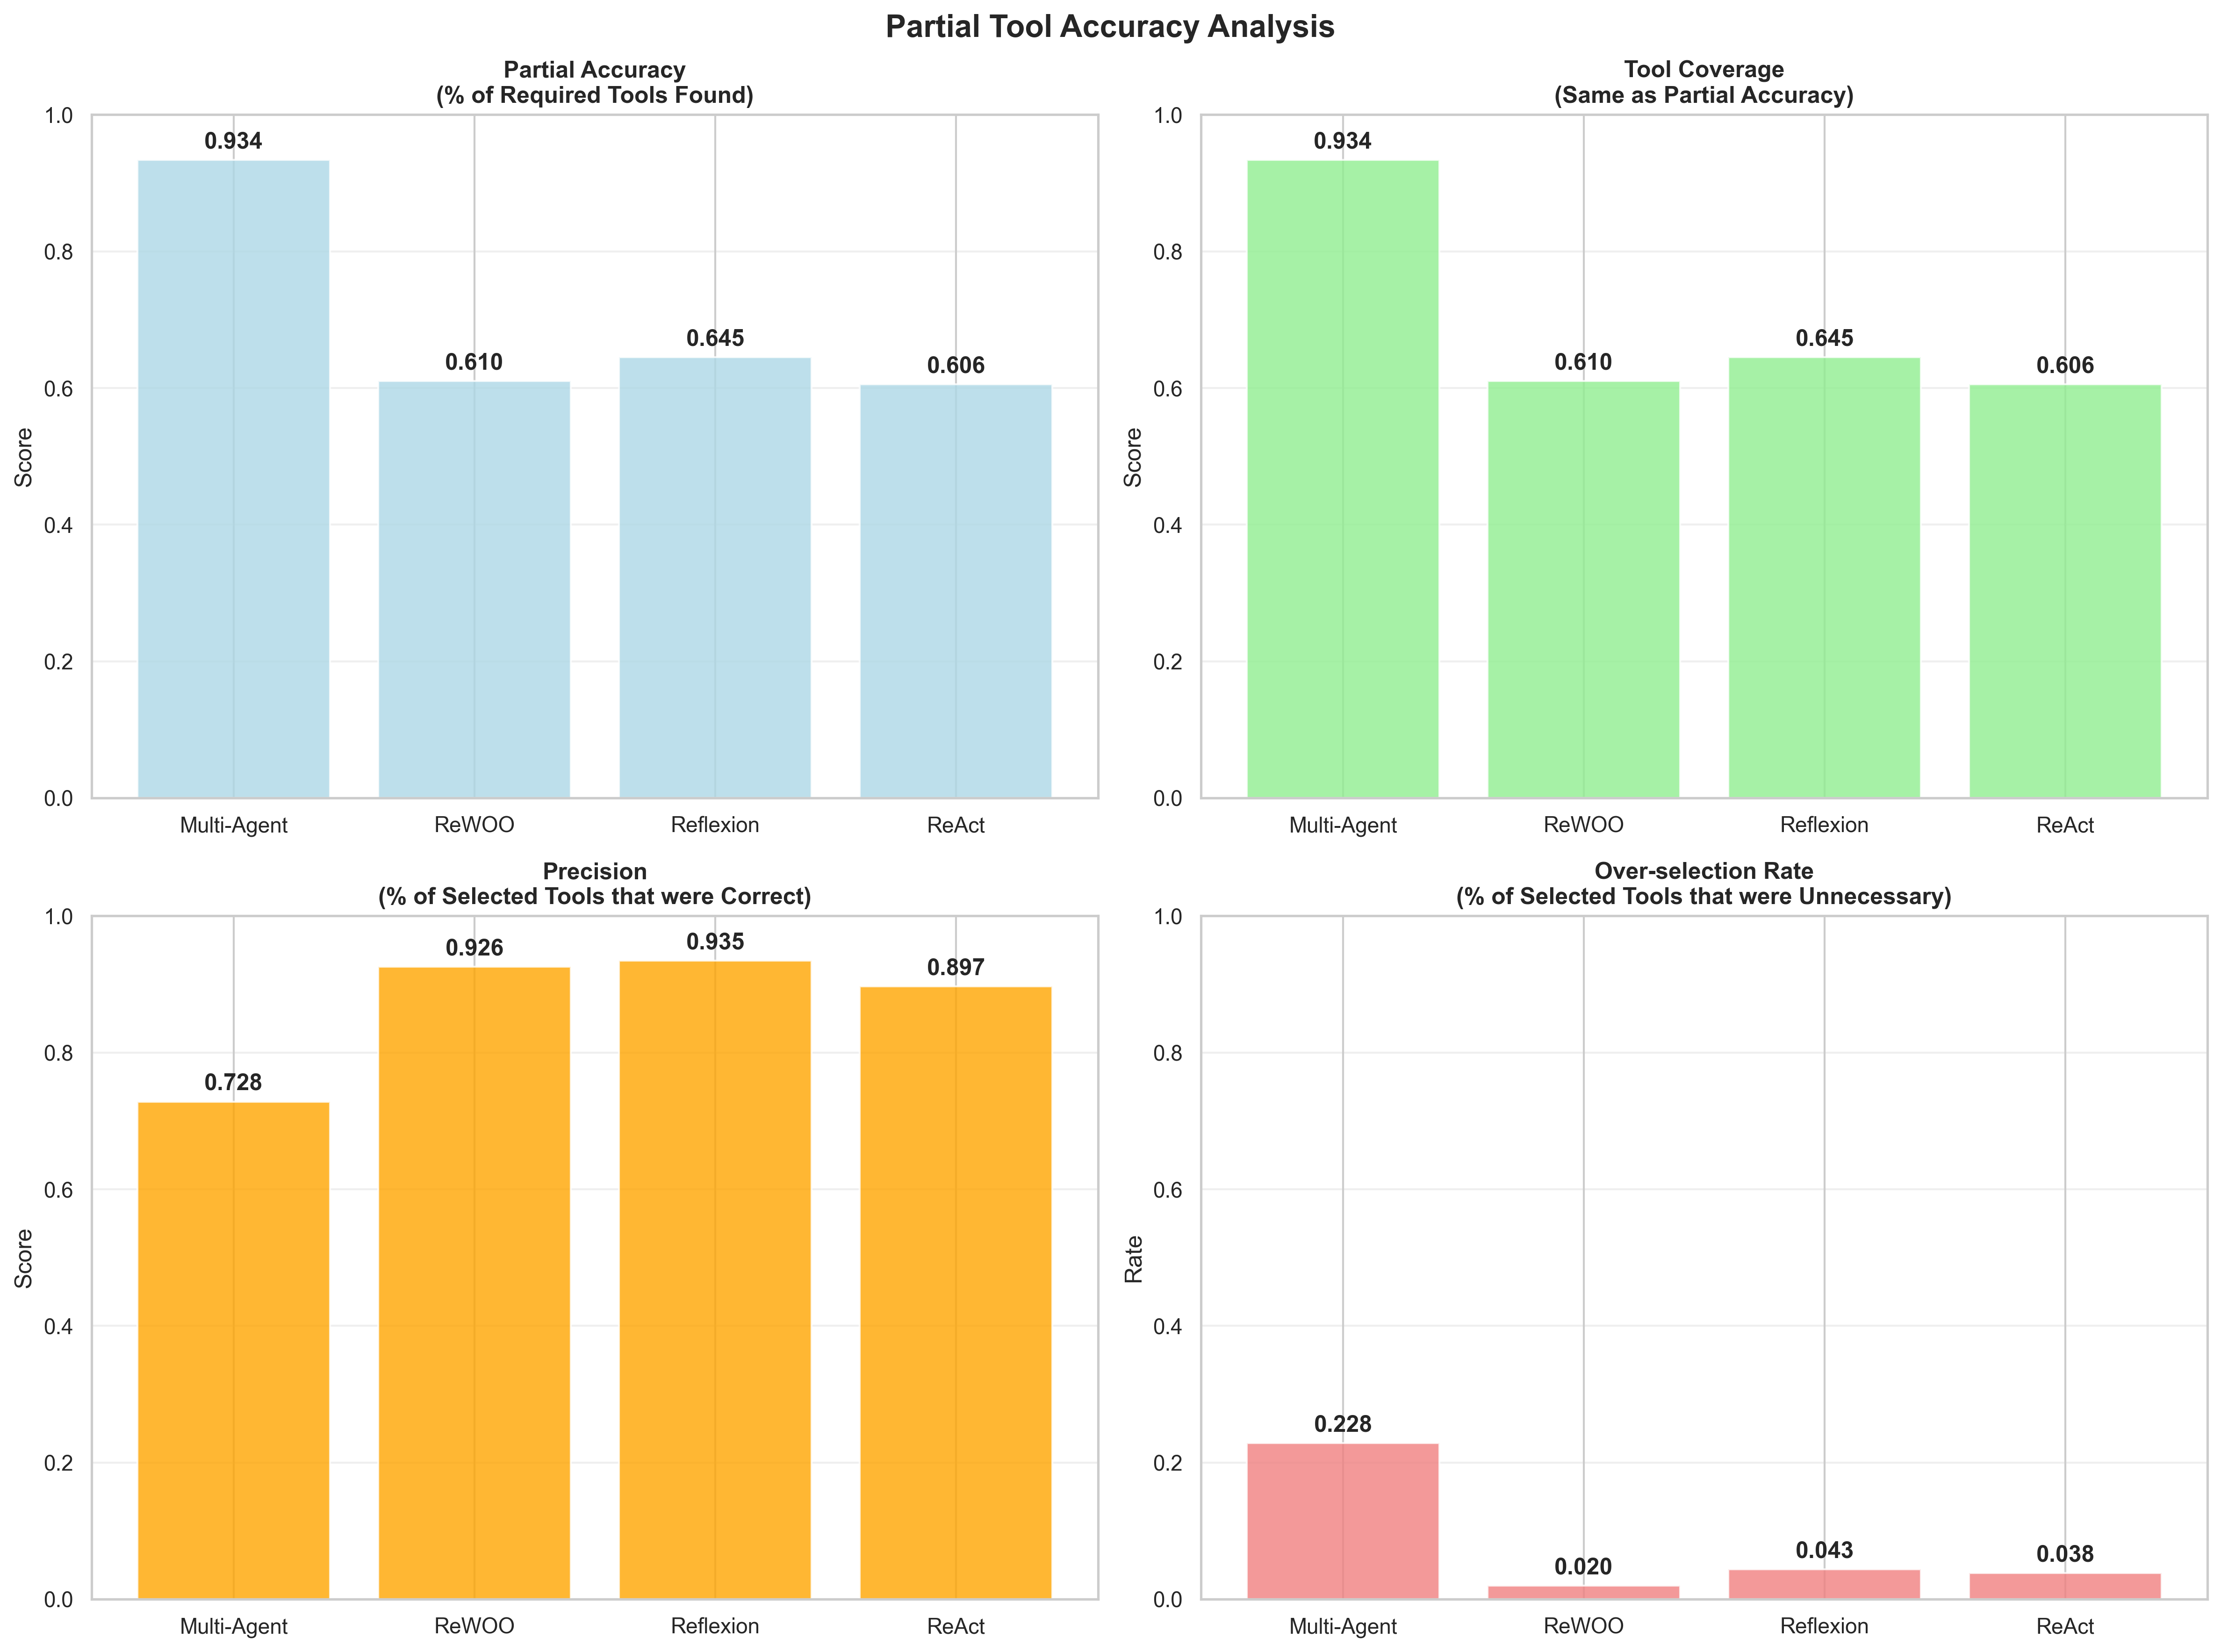 Partial Tool Accuracy Analysis
Partial Accuracy
(% of Required Tools Found)
Score
1.0
0.8
0.6
0.4
0.2
0.0
0.934
0.610
0.645
0.606
Multi-Agent
ReWOO
Reflexion
ReAct
Tool Coverage
(Same as Partial Accuracy)
Score
1.0
0.8
0.6
0.4
0.2
0.0
0.934
0.610
0.645
0.606
Multi-Agent
ReWOO
Reflexion
ReAct
Precision
(% of Selected Tools that were Correct)
Score
1.0
0.8
0.6
0.4
0.2
0.0
0.728
0.926
0.935
0.897
Multi-Agent
ReWOO
Reflexion
ReAct
Over-selection Rate
(% of Selected Tools that were Unnecessary)
Rate
1.0
0.8
0.6
0.4
0.2
0.0
0.228
0.020
0.043
0.038
Multi-Agent
ReWOO
Reflexion
ReAct